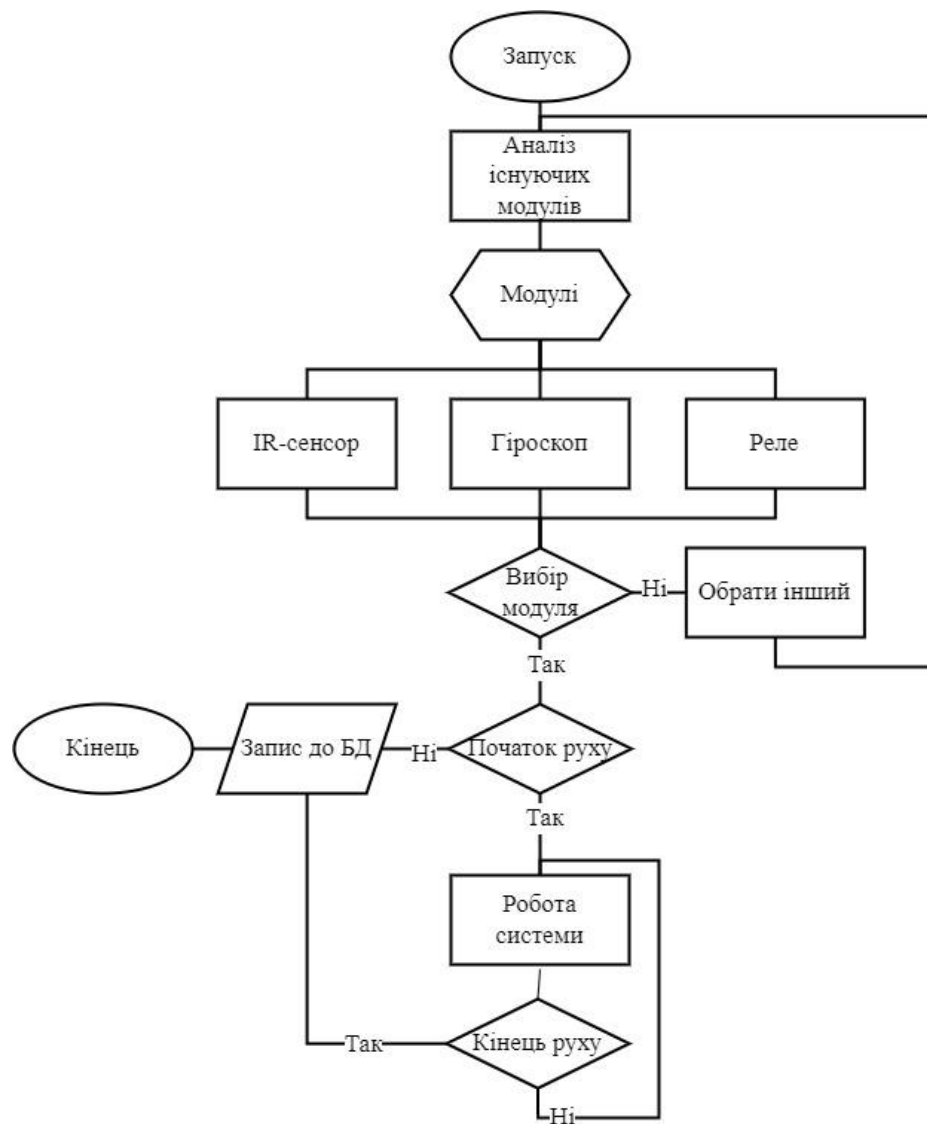 Запуск
Аналіз
існуючих
модулів
Модулі
IR-сенсор
Гіроскоп
Реле
Вибір
модуля
Ні
Обрати інший
Так
Кінець
Запис до БД
Ні
Початок руху
Так
Робота
системи
Так
Кінець руху
Ні